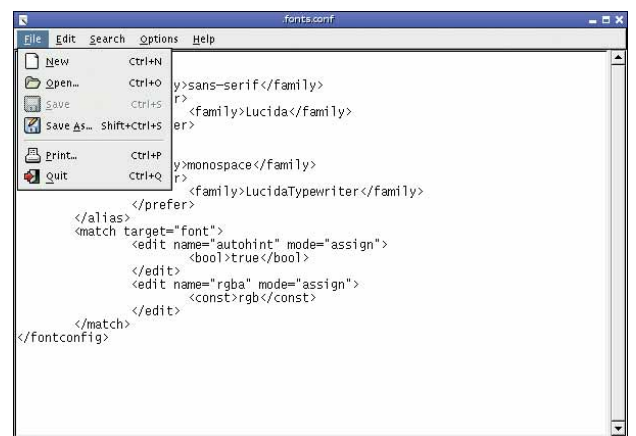 .fonts.conf
File Edit Search Options Help
New Ctrl+N
Open... Ctrl+O
Save Ctrl+S
Save As... Shift+Ctrl+S
Print... Ctrl+P
Quit Ctrl+Q
y>sans-serif</family>
r>
<family>Lucida</family>
er>
y>monospace</family>
r>
<family>LucidaTypewriter</family>
</prefer>
</alias>
<match target="font">
<edit name="autohint" mode="assign">
<bool>true</bool>
</edit>
<edit name="rgba" mode="assign">
<const>rgb</const>
</edit>
</match>
</fontconfig>